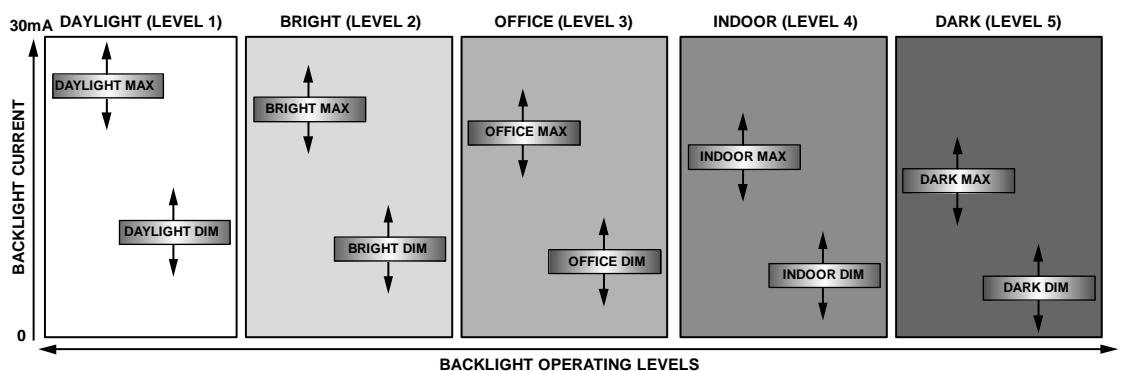 DAYLIGHT (LEVEL 1)
BRIGHT (LEVEL 2)
OFFICE (LEVEL 3)
INDOOR (LEVEL 4)
DARK (LEVEL 5)
30mA
BACKLIGHT CURRENT
0
DAYLIGHT MAX
DAYLIGHT DIM
BRIGHT MAX
BRIGHT DIM
OFFICE MAX
OFFICE DIM
INDOOR MAX
INDOOR DIM
DARK MAX
DARK DIM
BACKLIGHT OPERATING LEVELS